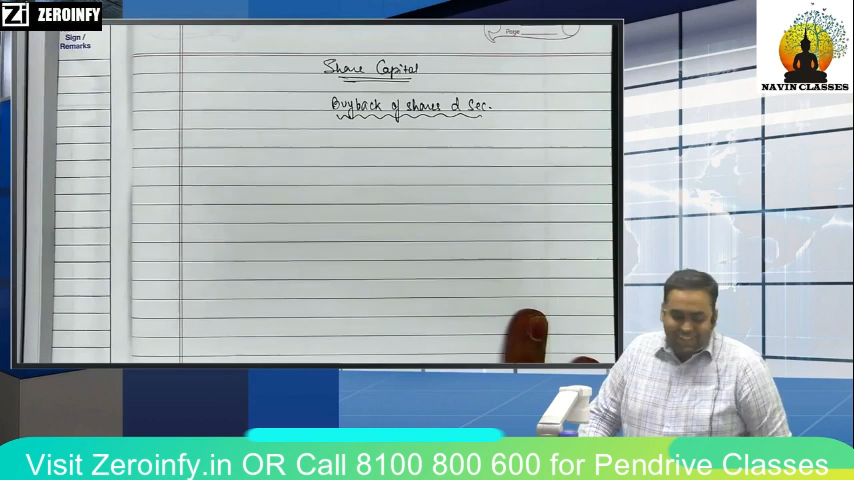 Zi ZEROINFY
Sign /
Remarks
Page
Share Capital
Buyback of shares & Sec.
NAVIN CLASSES
Visit Zeroinfy.in OR Call 8100 800 600 for Pendrive Classes